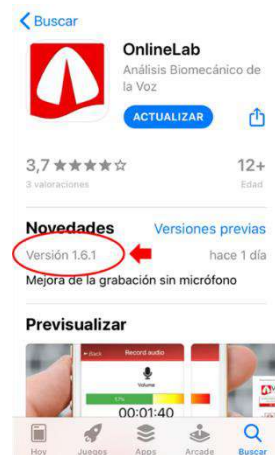 Buscar
OnlineLab
Análisis Biomecánico de
la Voz
ACTUALIZAR
3,7 ★★★★☆
12+
3 valoraciones
Edad
Novedades
Versiones previas
Versión 1.6.1
hace 1 día
Mejora de la grabación sin micrófono
Previsualizar
Back
Record audio
Volume
57%
00:01:40
Hoy
Juegos
Apps
Arcade
Buscar